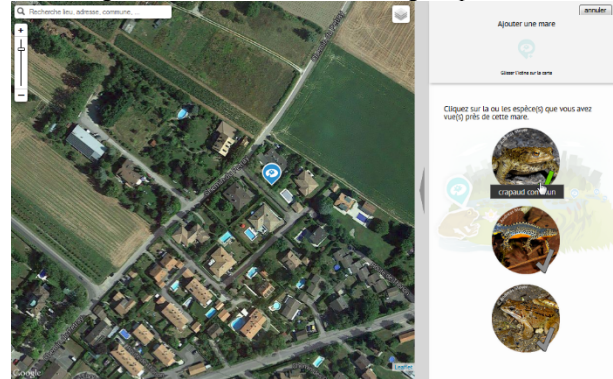 Recherche lieu, adresse, commune, ...
annuler
Ajouter une mare
Glisser l'icône sur la carte
Cliquez sur la ou les espèce(s) que vous avez
vue(s) près de cette mare.
crapaud commun
Google
Leaflet